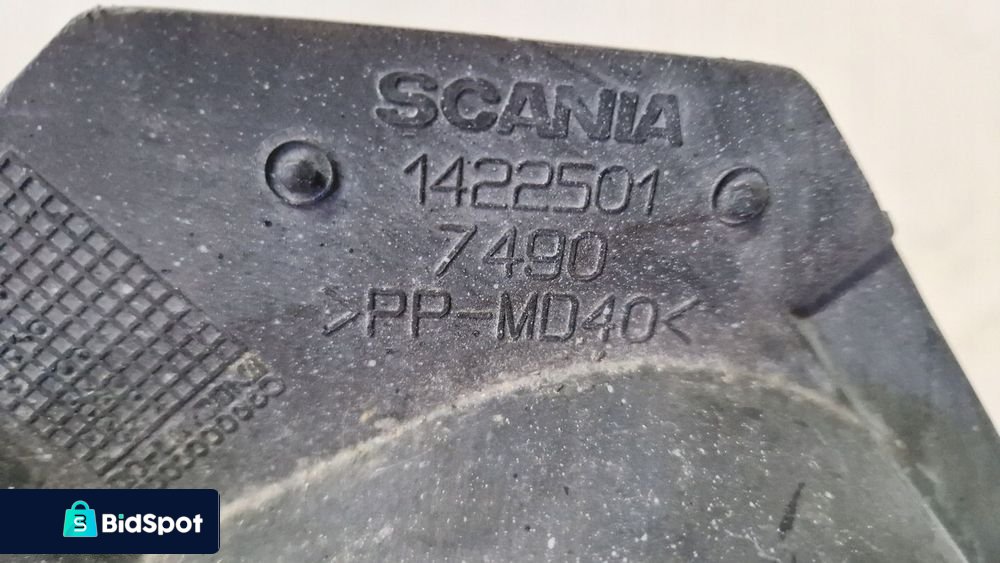 SCANIA
1422501
7490
>PP-MD40<
BidSpot